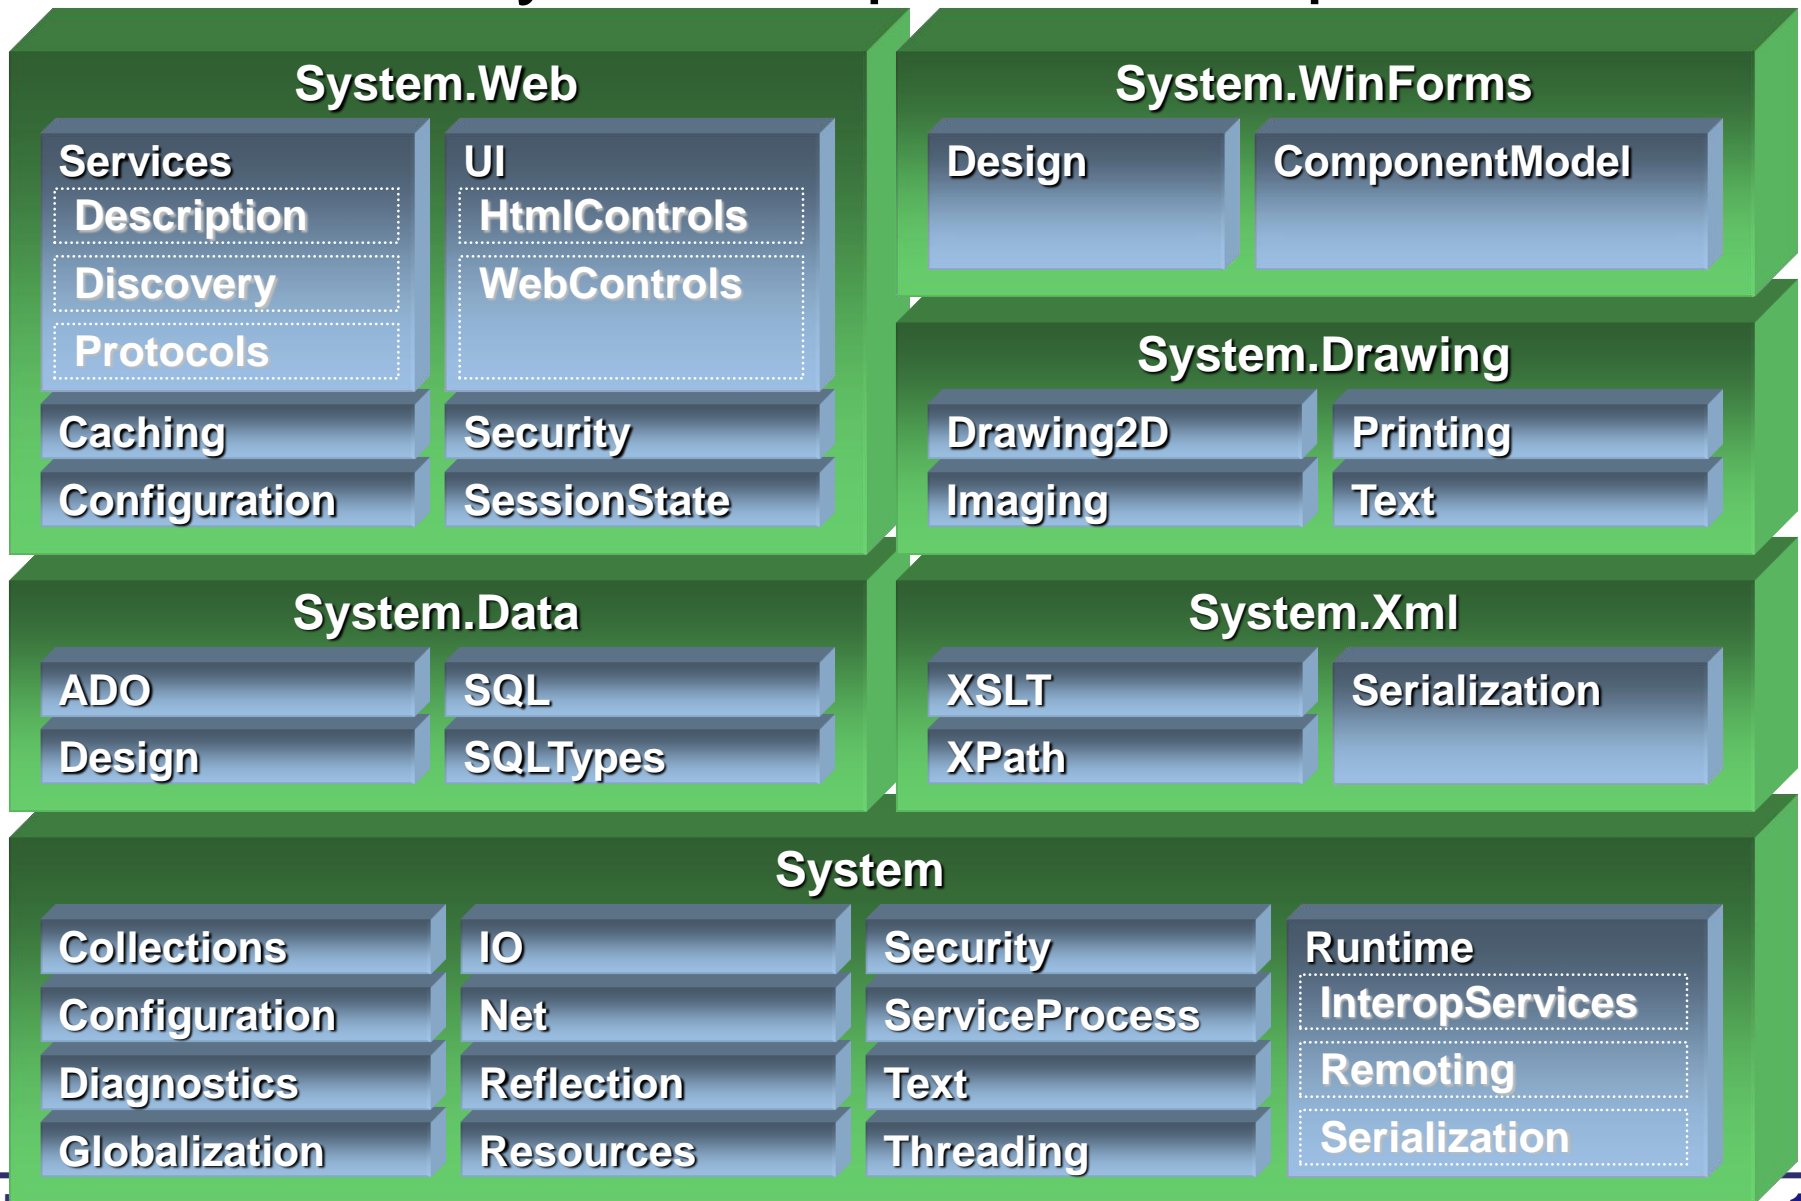 System.Web
Services
Description
Discovery
Protocols
UI
HtmlControls
WebControls
Caching
Security
Configuration
SessionState
System.WinForms
Design
ComponentModel
System.Drawing
Drawing2D
Printing
Imaging
Text
System.Data
ADO
SQL
Design
SQLTypes
System.Xml
XSLT
Serialization
XPath
System
Collections
Configuration
Diagnostics
Globalization
IO
Net
Reflection
Resources
Security
ServiceProcess
Text
Threading
Runtime
InteropServices
Remoting
Serialization